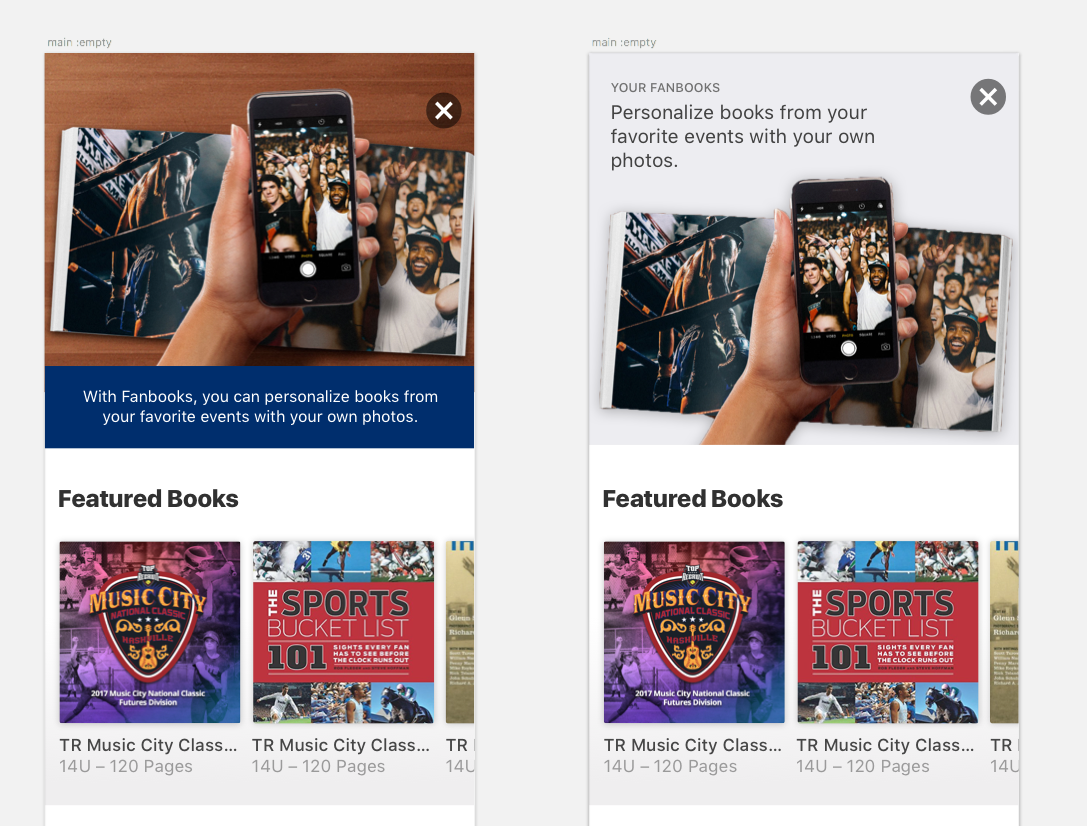 main :empty
With Fanbooks, you can personalize books from
your favorite events with your own photos.
Featured Books
TOP
RECRUIT
MUSIC CITY
NATIONAL CLASSIC
NASHVILLE
2017 Music City National Classic
Futures Division
THE SPORTS
BUCKET LIST
101
SIGHTS EVERY FAN
HAS TO SEE BEFORE
THE CLOCK RUNS OUT
TR Music City Class...
14U – 120 Pages
TR Music City Class...
14U – 120 Pages
TR
14U
main :empty
YOUR FANBOOKS
Personalize books from your
favorite events with your own
photos.
Featured Books
TOP
RECRUIT
MUSIC CITY
NATIONAL CLASSIC
NASHVILLE
2017 Music City National Classic
Futures Division
THE SPORTS
BUCKET LIST
101
SIGHTS EVERY FAN
HAS TO SEE BEFORE
THE CLOCK RUNS OUT
TR Music City Class...
14U – 120 Pages
TR Music City Class...
14U – 120 Pages
TR
14U